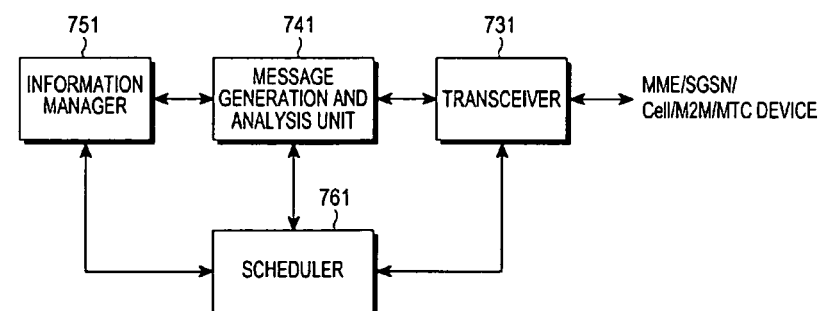 751
741
731
INFORMATION
MANAGER
MESSAGE
GENERATION AND
ANALYSIS UNIT
TRANSCEIVER
MME/SGSN/
Cell/M2M/MTC DEVICE
761
SCHEDULER